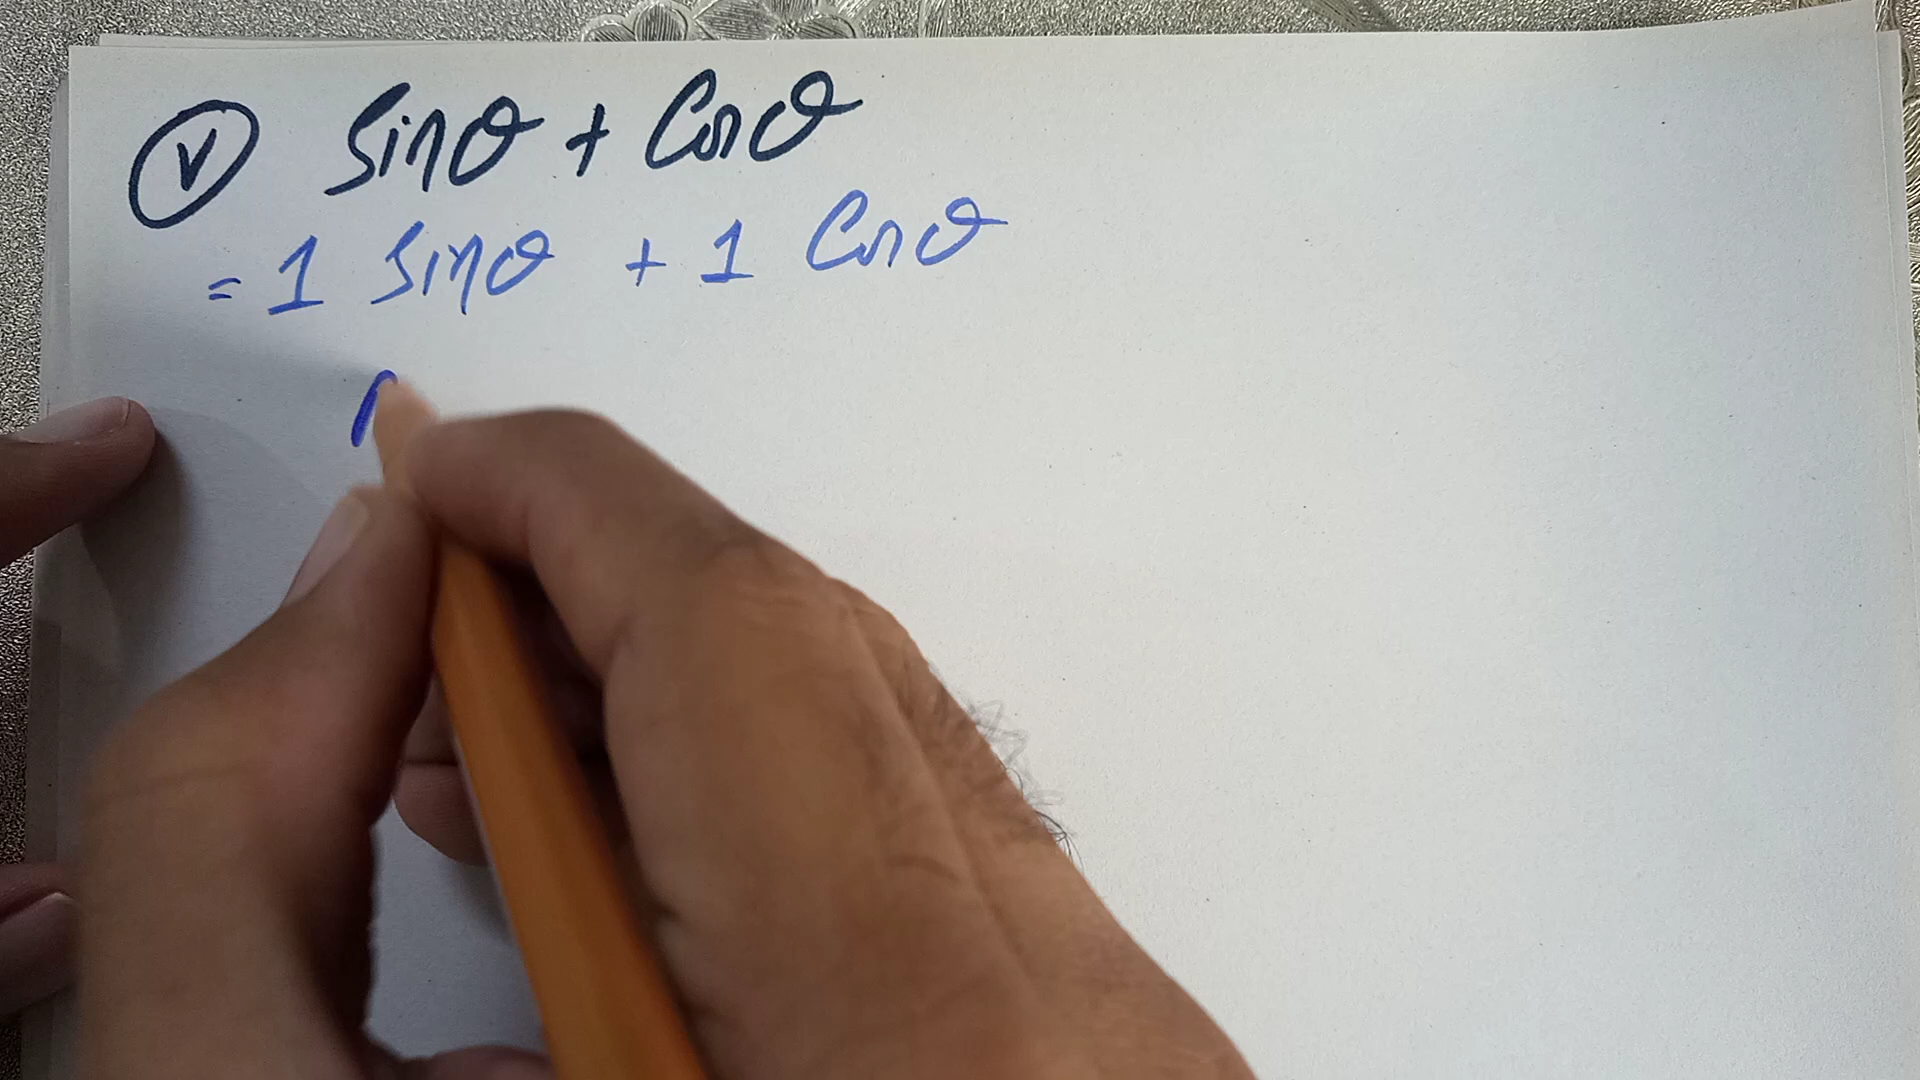 (v) Sinθ + Cosθ
= 1 Sinθ + 1 Cosθ